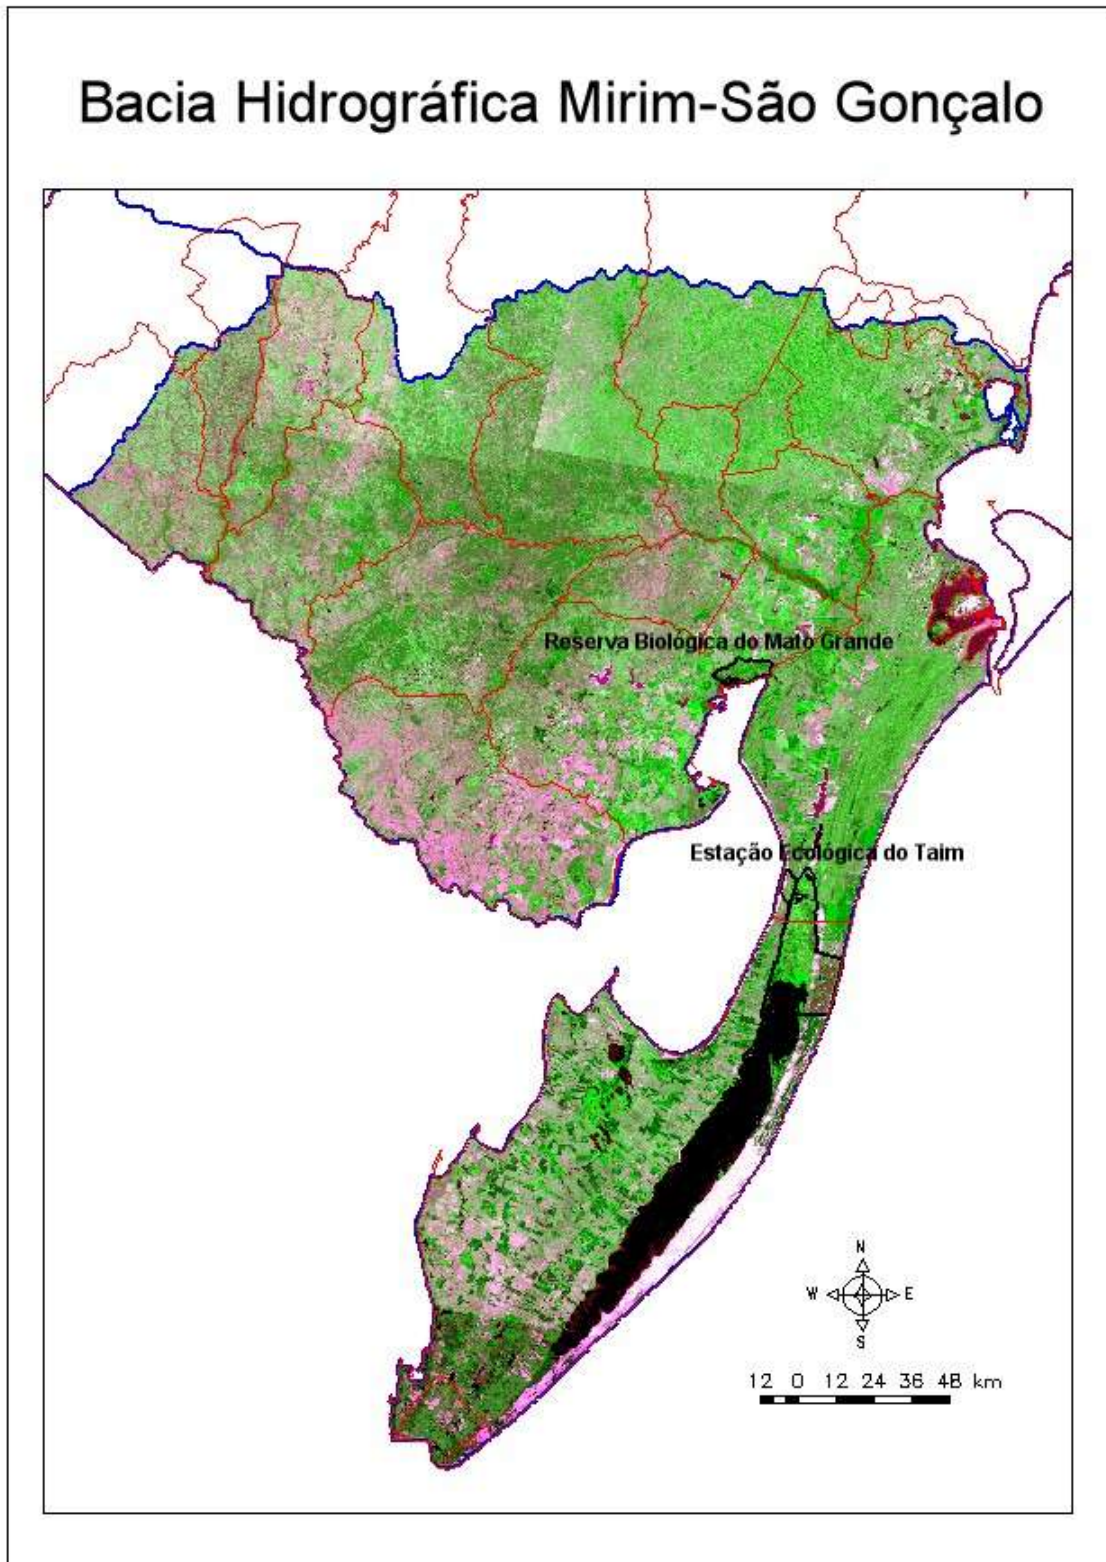 Bacia Hidrográfica Mirim-São Gonçalo
Reserva Biológica do Mato Grande
Estação Ecológica do Taim
N
W E
S
12 0 12 24 36 48 km